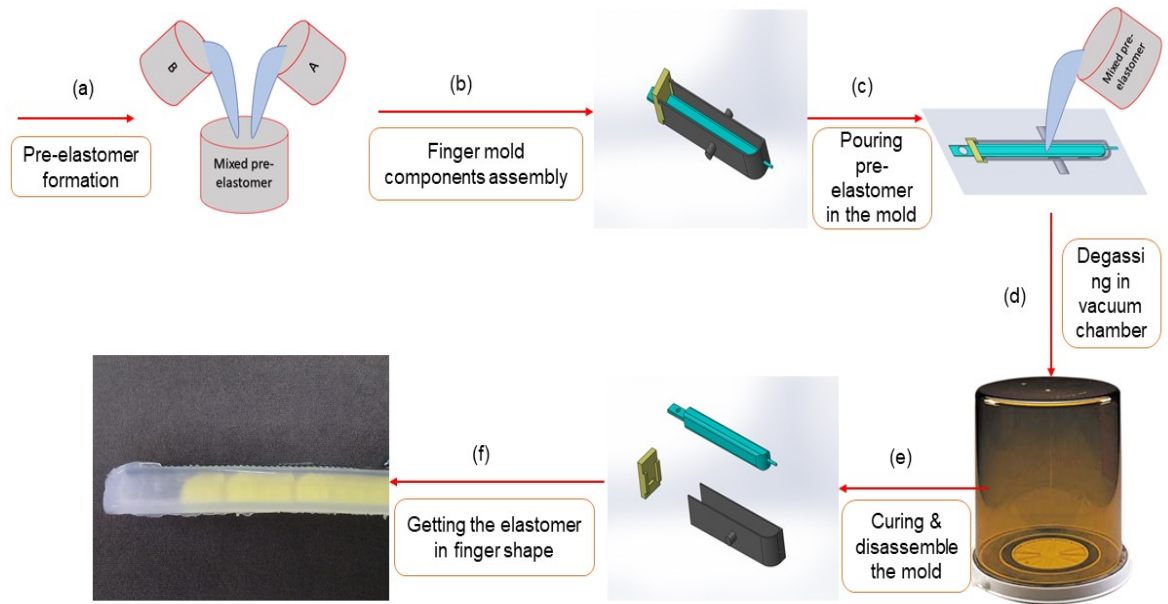 (a)
Pre-elastomer
formation
B
A
Mixed pre-
elastomer
(b)
Finger mold
components assembly
(c)
Pouring
pre-
elastomer
in the mold
Mixed pre-
elastomer
(d)
Degassi
ng in
vacuum
chamber
(e)
Curing &
disassemble
the mold
(f)
Getting the elastomer
in finger shape